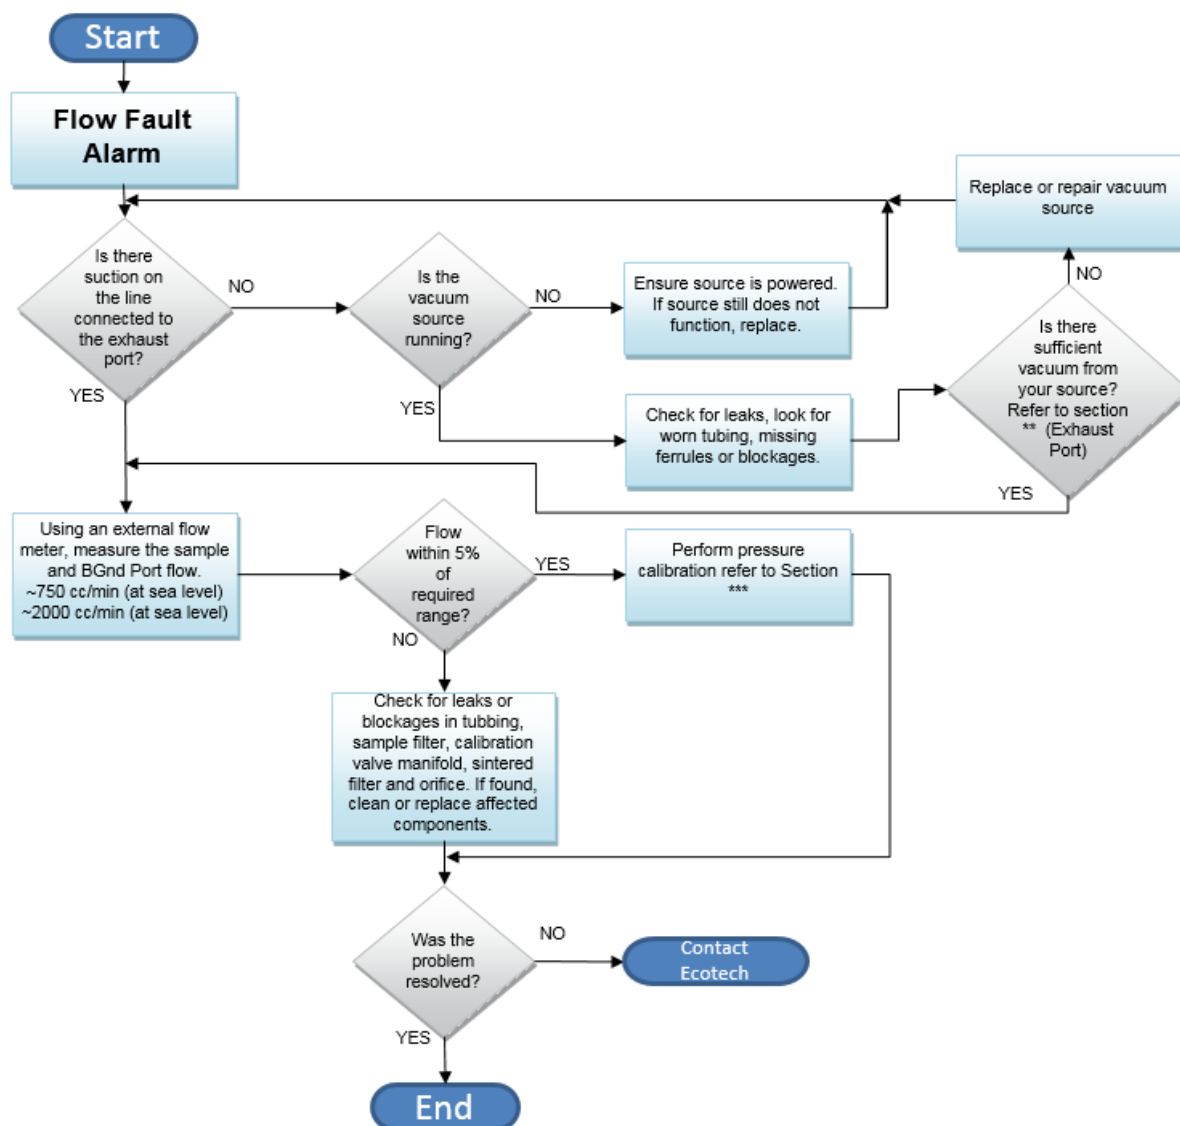 Start
Flow Fault
Alarm
Replace or repair vacuum
source
Is there
suction on
the line
connected to
the exhaust
port?
NO
Is the
vacuum
source
running?
NO
Ensure source is powered.
If source still does not
function, replace.
NO
Is there
sufficient
vacuum from
your source?
Refer to section
** (Exhaust
Port)
YES
YES
Check for leaks, look for
worn tubing, missing
ferrules or blockages.
YES
Using an external flow
meter, measure the sample
and BGnd Port flow.
~750 cc/min (at sea level)
~2000 cc/min (at sea level)
Flow
within 5%
of
required
range?
YES
Perform pressure
calibration refer to Section
***
NO
Check for leaks or
blockages in tubbing,
sample filter, calibration
valve manifold, sintered
filter and orifice. If found,
clean or replace affected
components.
Was the
problem
resolved?
NO
Contact
Ecotech
YES
End